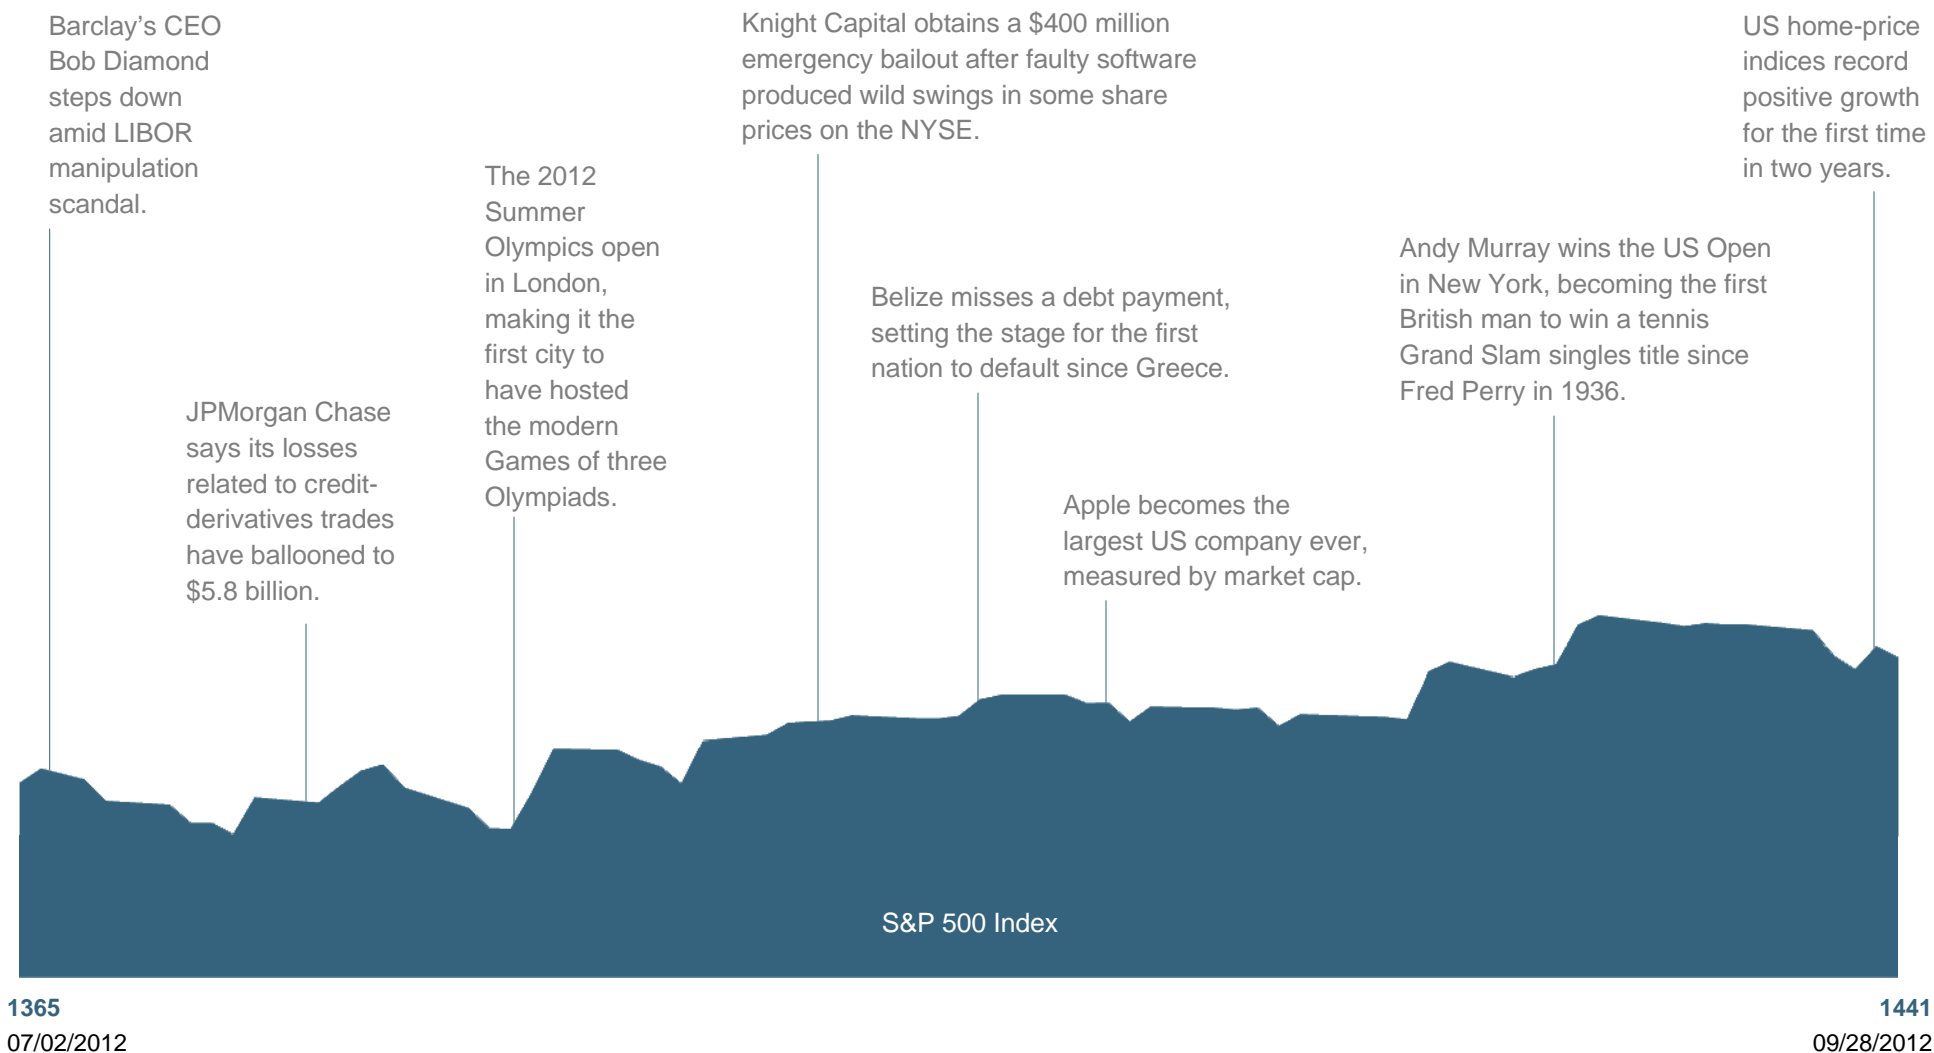 Barclay's CEO
Bob Diamond
steps down
amid LIBOR
manipulation
scandal.
JPMorgan Chase
says its losses
related to credit-
derivatives trades
have ballooned to
$5.8 billion.
The 2012
Summer
Olympics open
in London,
making it the
first city to
have hosted
the modern
Games of three
Olympiads.
Knight Capital obtains a $400 million
emergency bailout after faulty software
produced wild swings in some share
prices on the NYSE.
Belize misses a debt payment,
setting the stage for the first
nation to default since Greece.
Apple becomes the
largest US company ever,
measured by market cap.
Andy Murray wins the US Open
in New York, becoming the first
British man to win a tennis
Grand Slam singles title since
Fred Perry in 1936.
US home-price
indices record
positive growth
for the first time
in two years.
S&P 500 Index
1365
07/02/2012
1441
09/28/2012